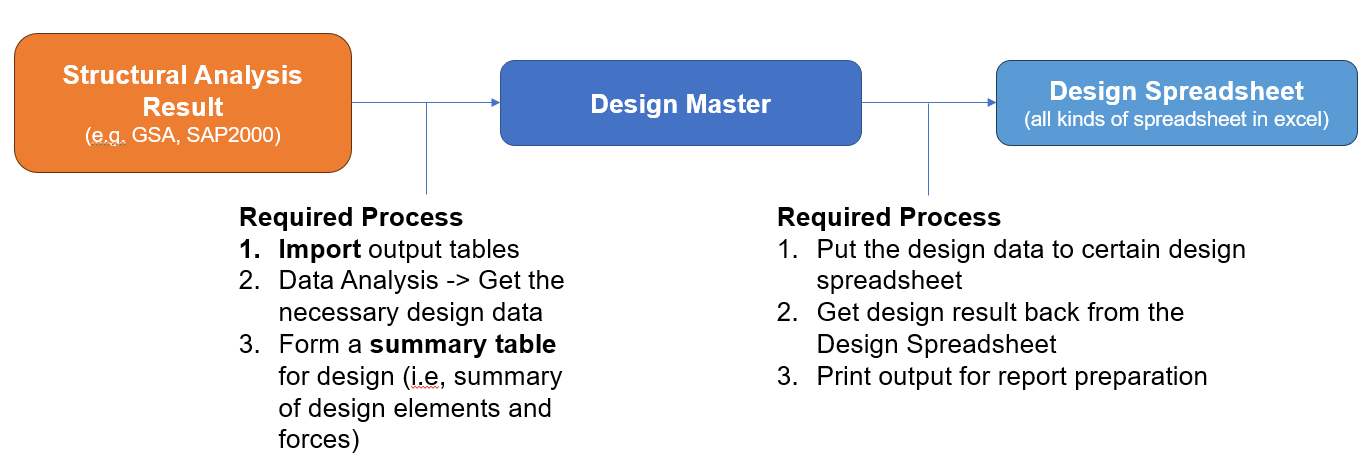 Structural Analysis
Result
(e.g. GSA, SAP2000)
Design Master
Design Spreadsheet
(all kinds of spreadsheet in excel)
Required Process
1. Import output tables
2. Data Analysis -> Get the
necessary design data
3. Form a summary table
for design (i.e, summary
of design elements and
forces)
Required Process
1. Put the design data to certain design
spreadsheet
2. Get design result back from the
Design Spreadsheet
3. Print output for report preparation